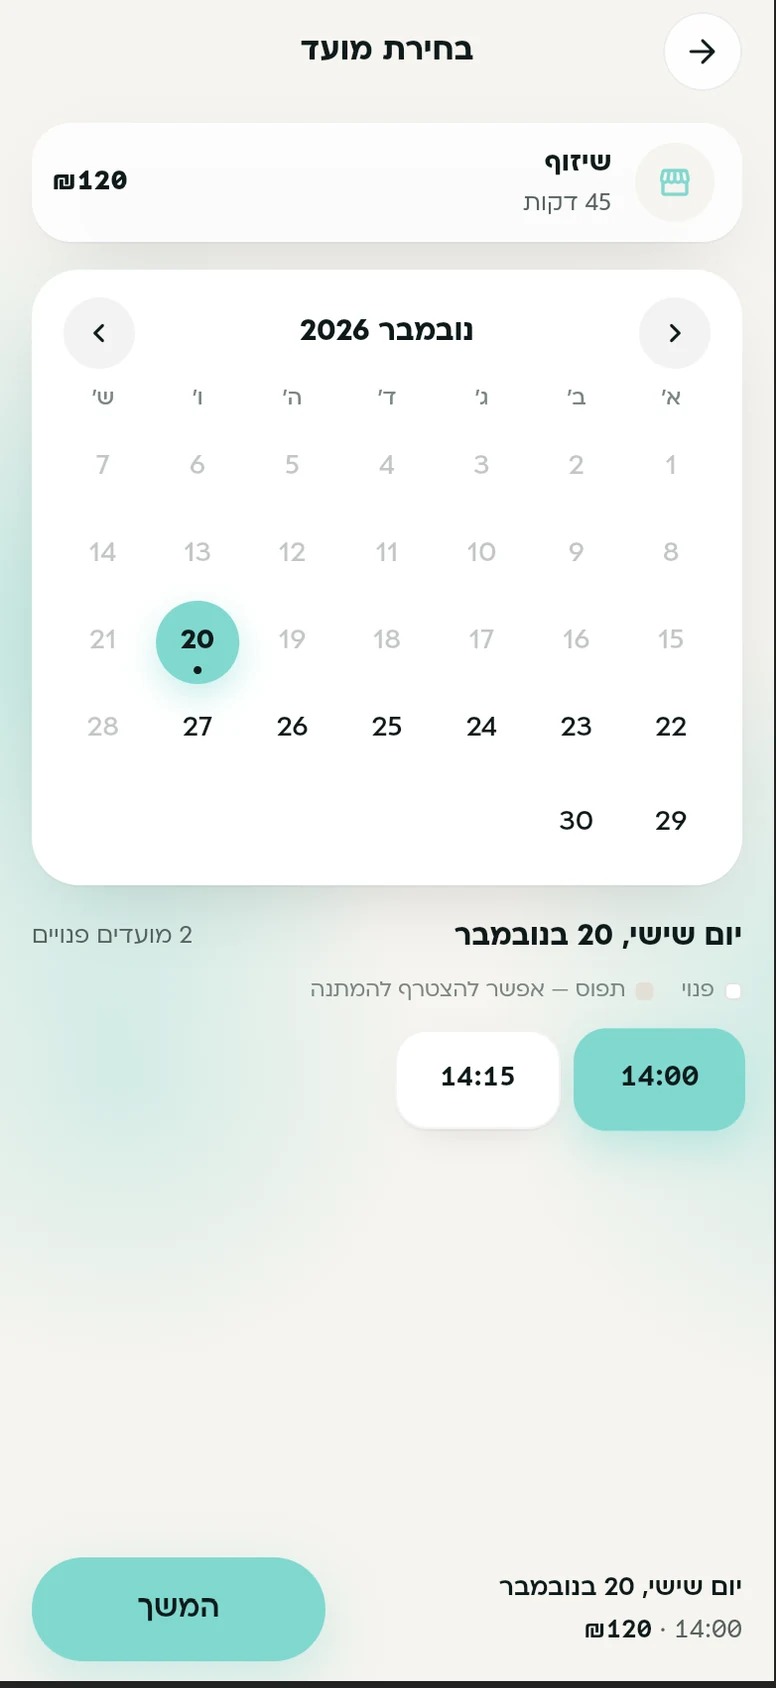 בחירת מועד
שיזוף
45 דקות
₪120
נובמבר 2026
א' ב' ג' ד' ה' ו' ש'
1 2 3 4 5 6 7
8 9 10 11 12 13 14
15 16 17 18 19 20 21
22 23 24 25 26 27 28
29 30
יום שישי, 20 בנובמבר
2 מועדים פנויים
פנוי תפוס — אפשר להצטרף להמתנה
14:00 14:15
יום שישי, 20 בנובמבר
14:00 · ₪120
המשך